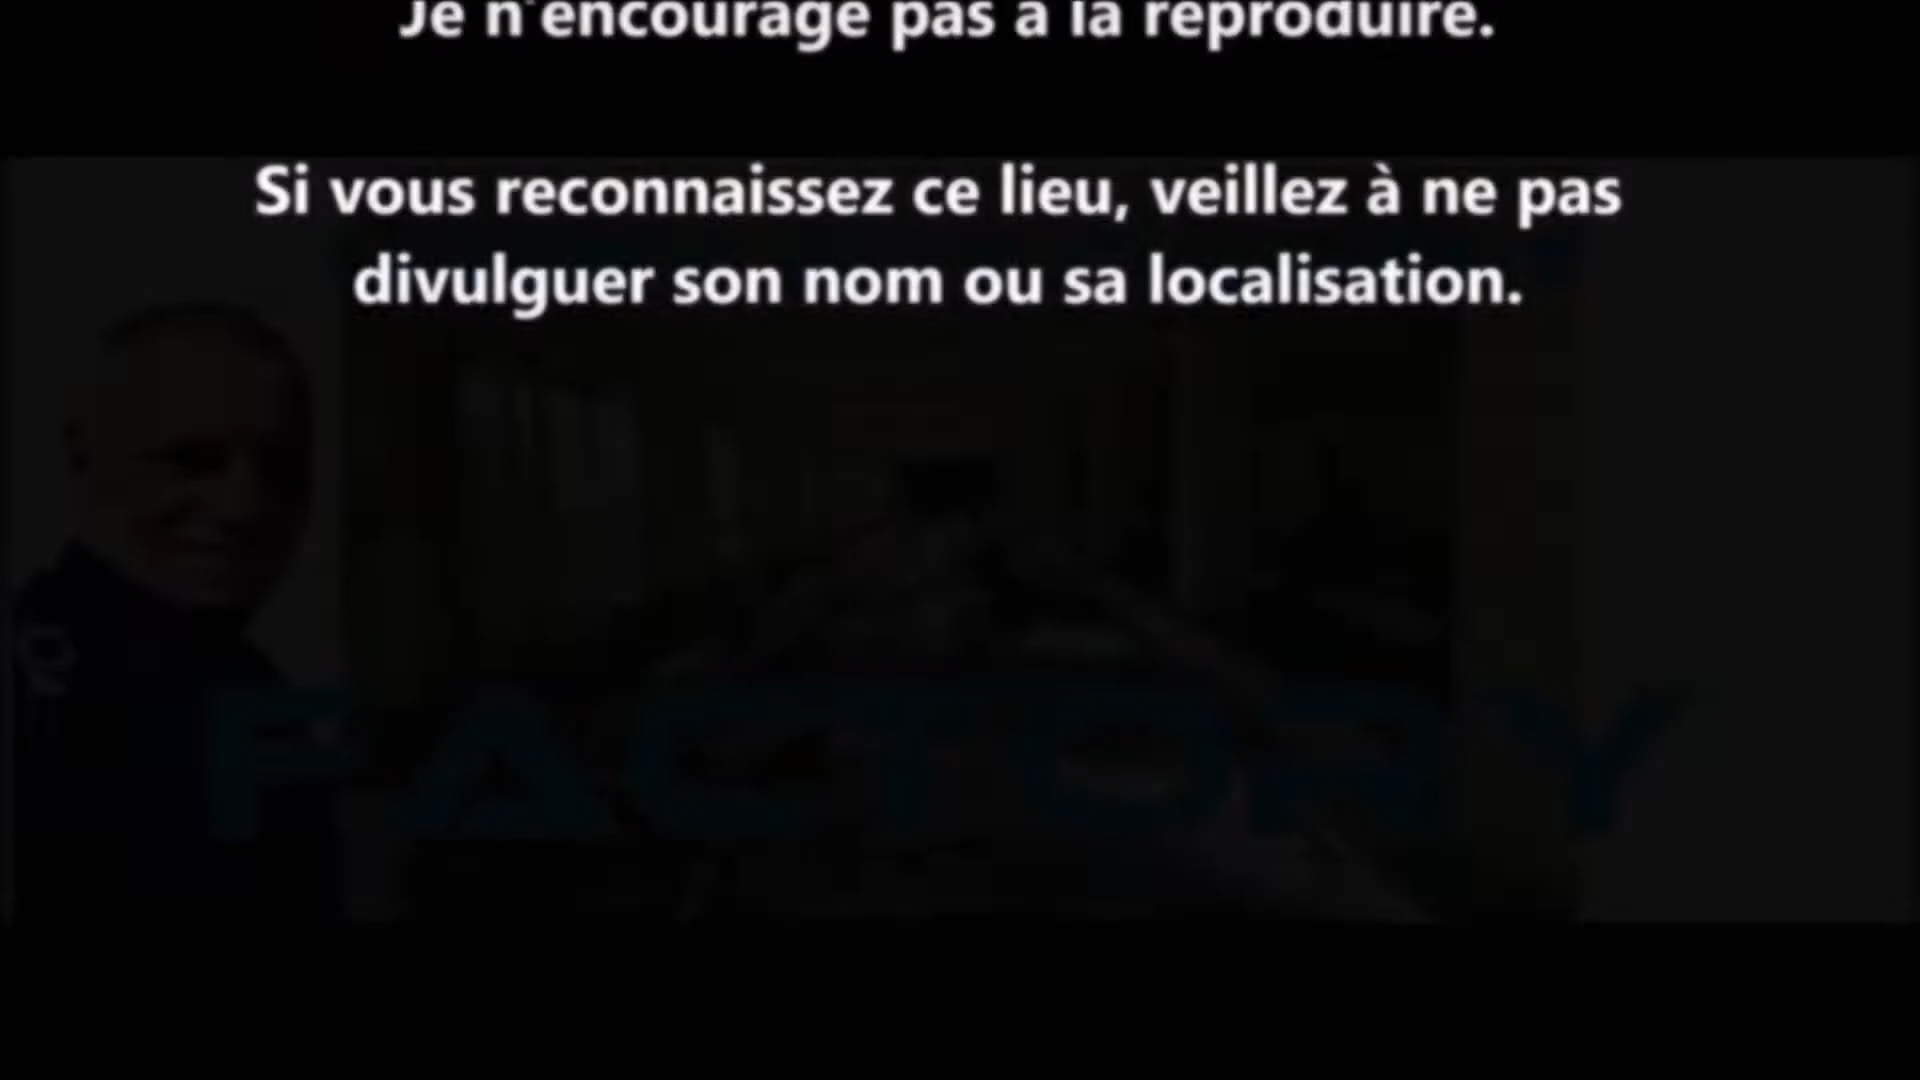 Je n'encourage pas à la reproduire.
Si vous reconnaissez ce lieu, veillez à ne pas
divulguer son nom ou sa localisation.
FACTORY